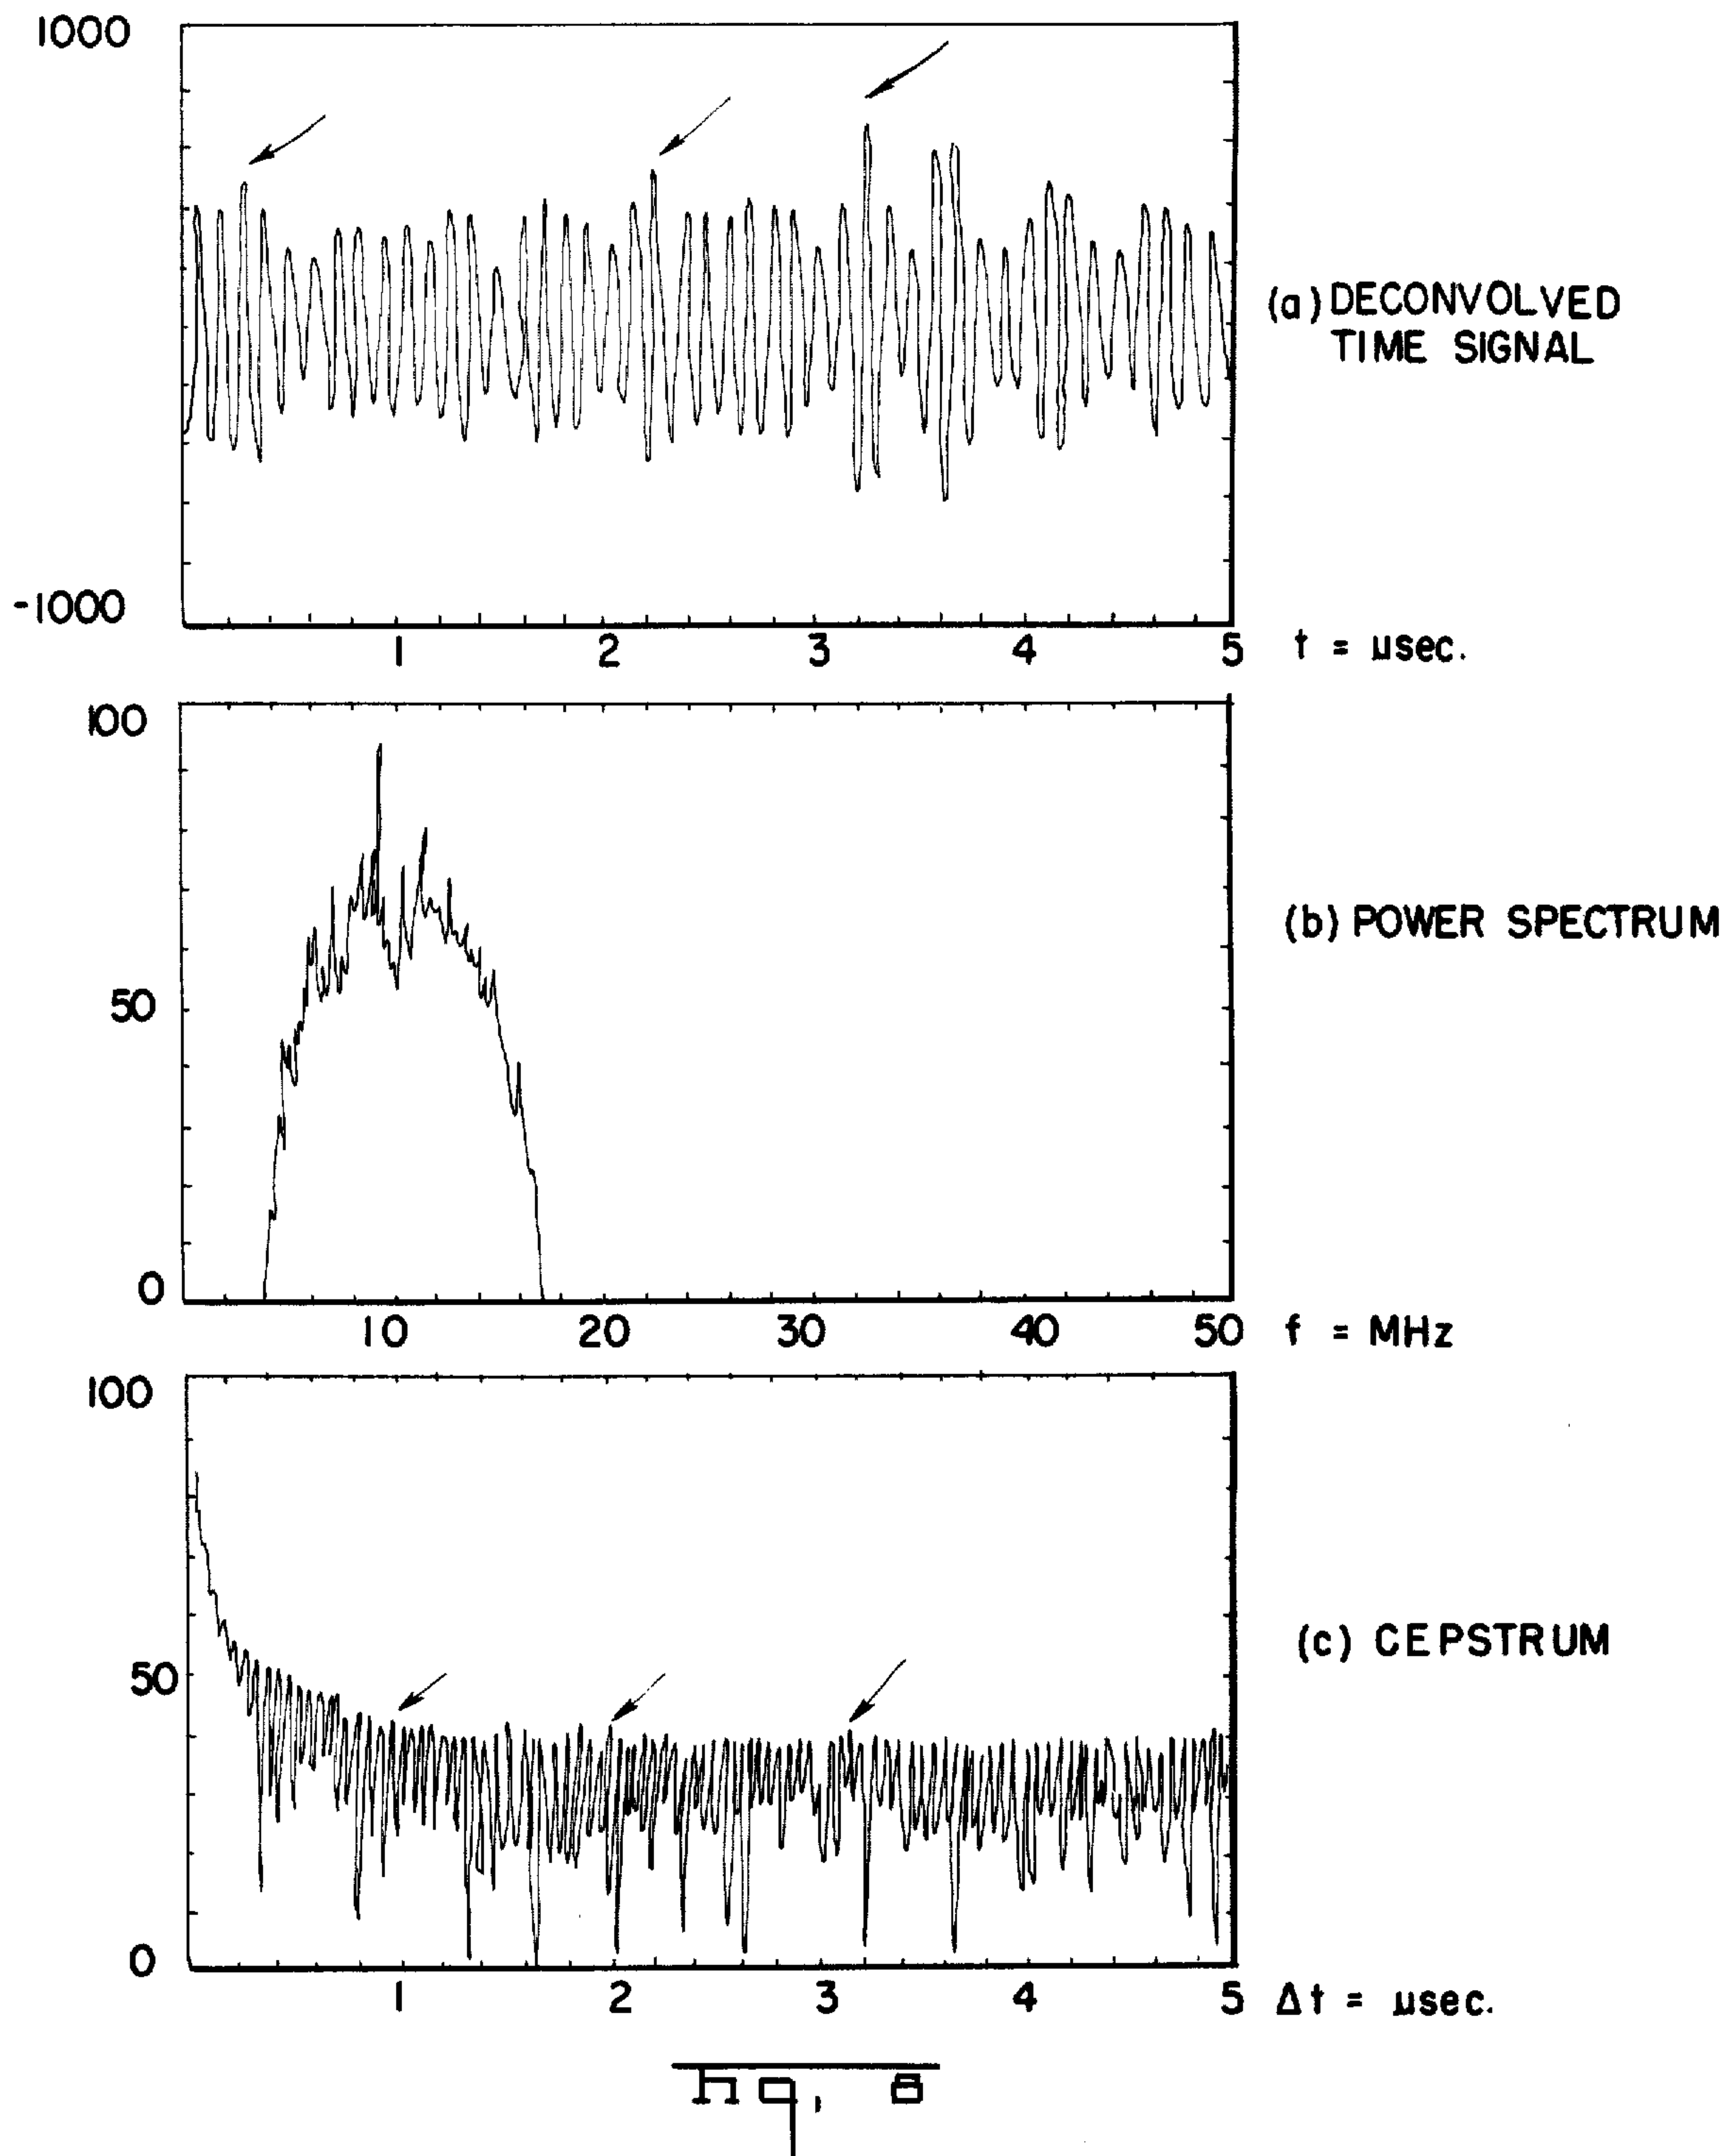 1000
(a) DECONVOLVED
TIME SIGNAL
-1000
1 2 3 4 5 t = µsec.
100
(b) POWER SPECTRUM
50
0
10 20 30 40 50 f = MHz
100
(c) CEPSTRUM
50
0
1 2 3 4 5 Δt = µsec.